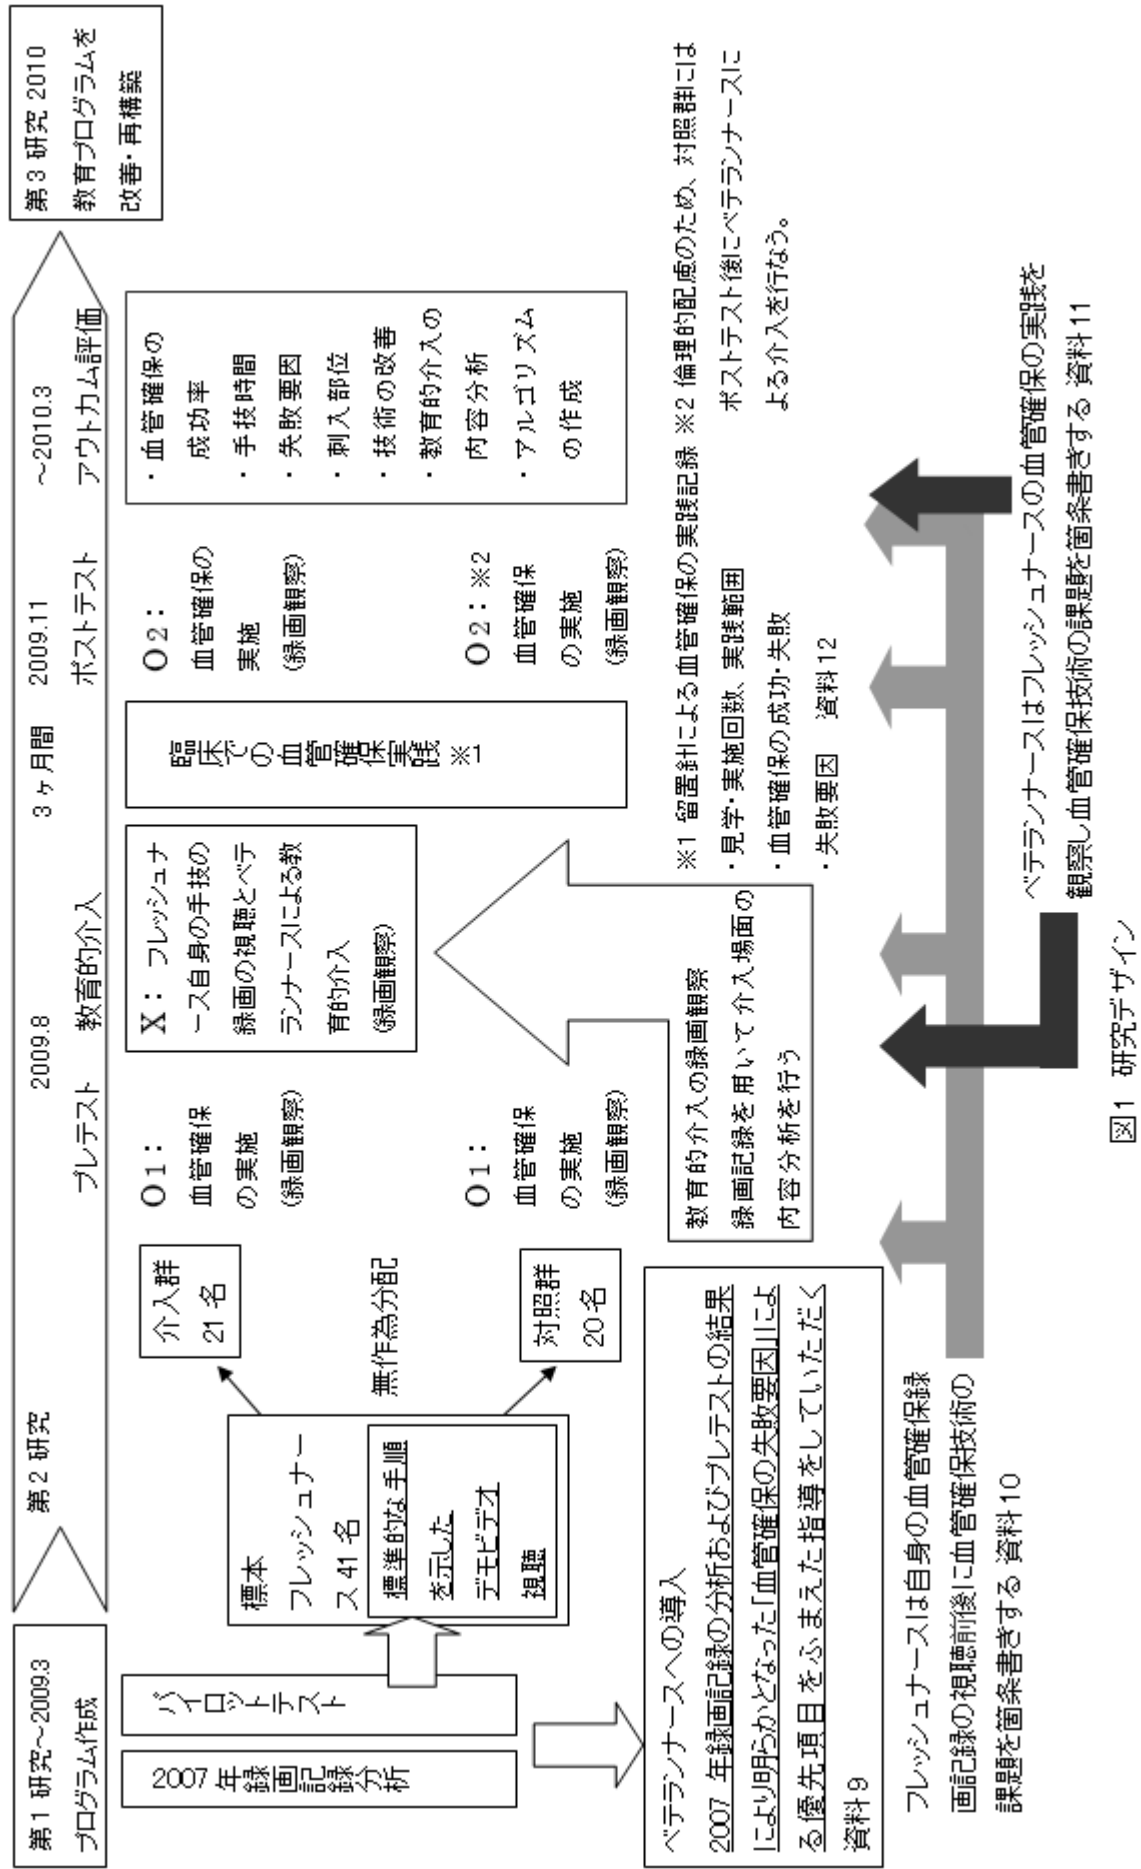 第1研究～2009.3
プログラム作成
第2研究
2009.8
3ヶ月間
2009.11
～2010.3
プレテスト
教育的介入
ポストテスト
アウトカム評価
第3研究 2010
教育プログラムを
改善・再構築
2007年録画記録分析
パイロットテスト
標本
フレッシュナー
ス41名
標準的な手順
を示した
デモビデオ
視聴
無作為分配
介入群
21名
対照群
20名
O1：
血管確保
の実施
(録画観察)
O1：
血管確保
の実施
(録画観察)
X：フレッシュナ
ース自身の手技の
録画の視聴とベテ
ランナースによる教
育的介入
(録画観察)
臨床での血管確保実践 ※1
O2：
血管確保の
実施
(録画観察)
O2：※2
血管確保
の実施
(録画観察)
・血管確保の
成功率
・手技時間
・失敗要因
・刺入部位
・技術の改善
・教育的介入の
内容分析
・アルゴリズム
の作成
ベテランナースへの導入
2007 年録画記録の分析およびプレテストの結果
により明らかとなった「血管確保の失敗要因」によ
る優先項目をふまえた指導をしていただく
資料9
教育的介入の録画観察
録画記録を用いて介入場面の
内容分析を行う
※1 留置針による血管確保の実践記録
・見学・実施回数、実践範囲
・血管確保の成功・失敗
・失敗要因　資料12
※2 倫理的配慮のため、対照群には
ポストテスト後にベテランナースに
よる介入を行なう。
フレッシュナースは自身の血管確保録
画記録の視聴前後に血管確保技術の
課題を箇条書きする 資料10
ベテランナースはフレッシュナースの血管確保の実践を
観察し血管確保技術の課題を箇条書きする 資料11
図1　研究デザイン